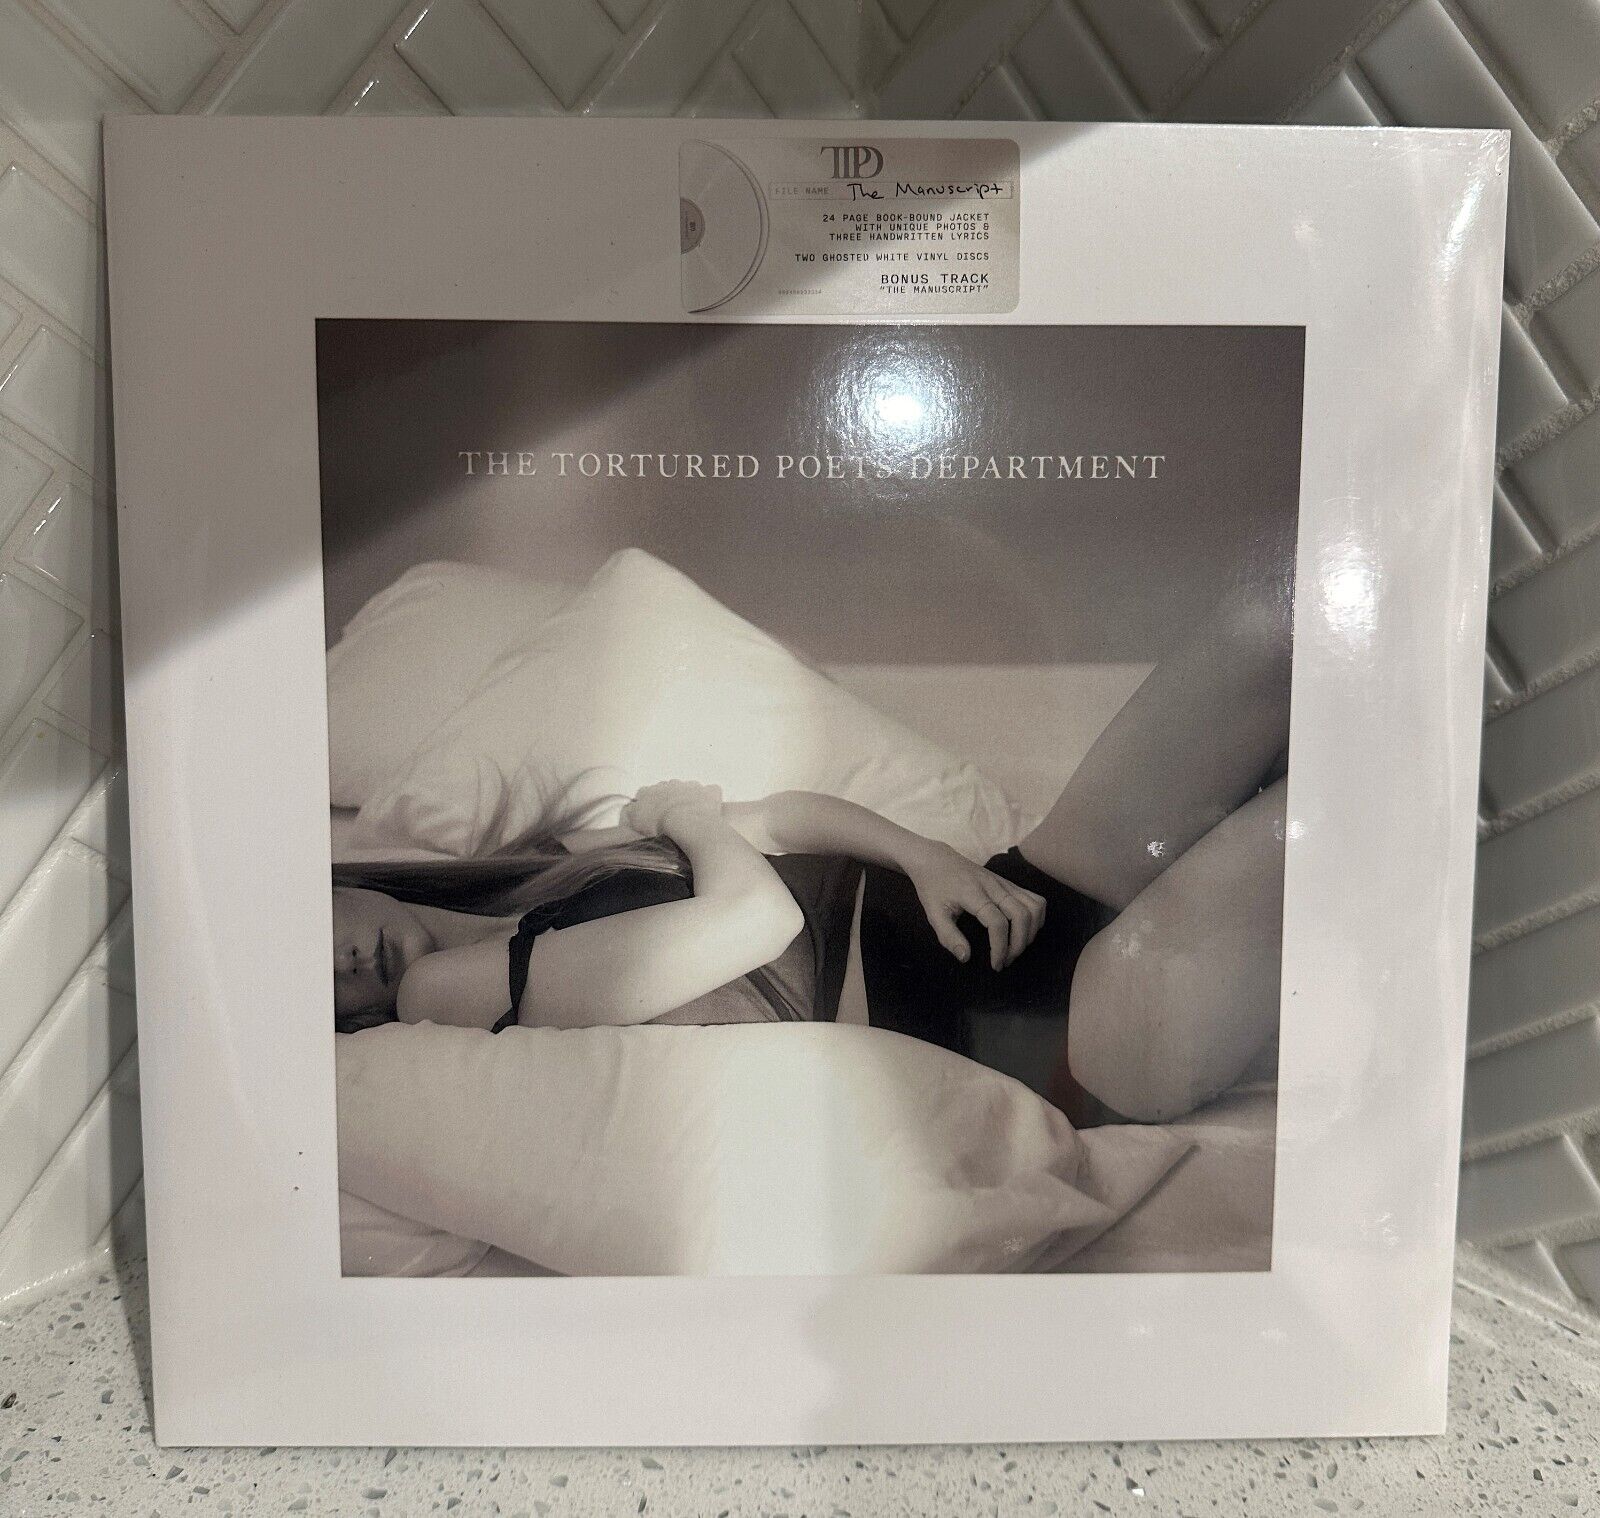 TTPD
FILE NAME The Manuscript
24 PAGE BOOK-BOUND JACKET
WITH UNIQUE PHOTOS &
THREE HANDWRITTEN LYRICS
TWO GHOSTED WHITE VINYL DISCS
BONUS TRACK
"THE MANUSCRIPT"
THE TORTURED POETS DEPARTMENT